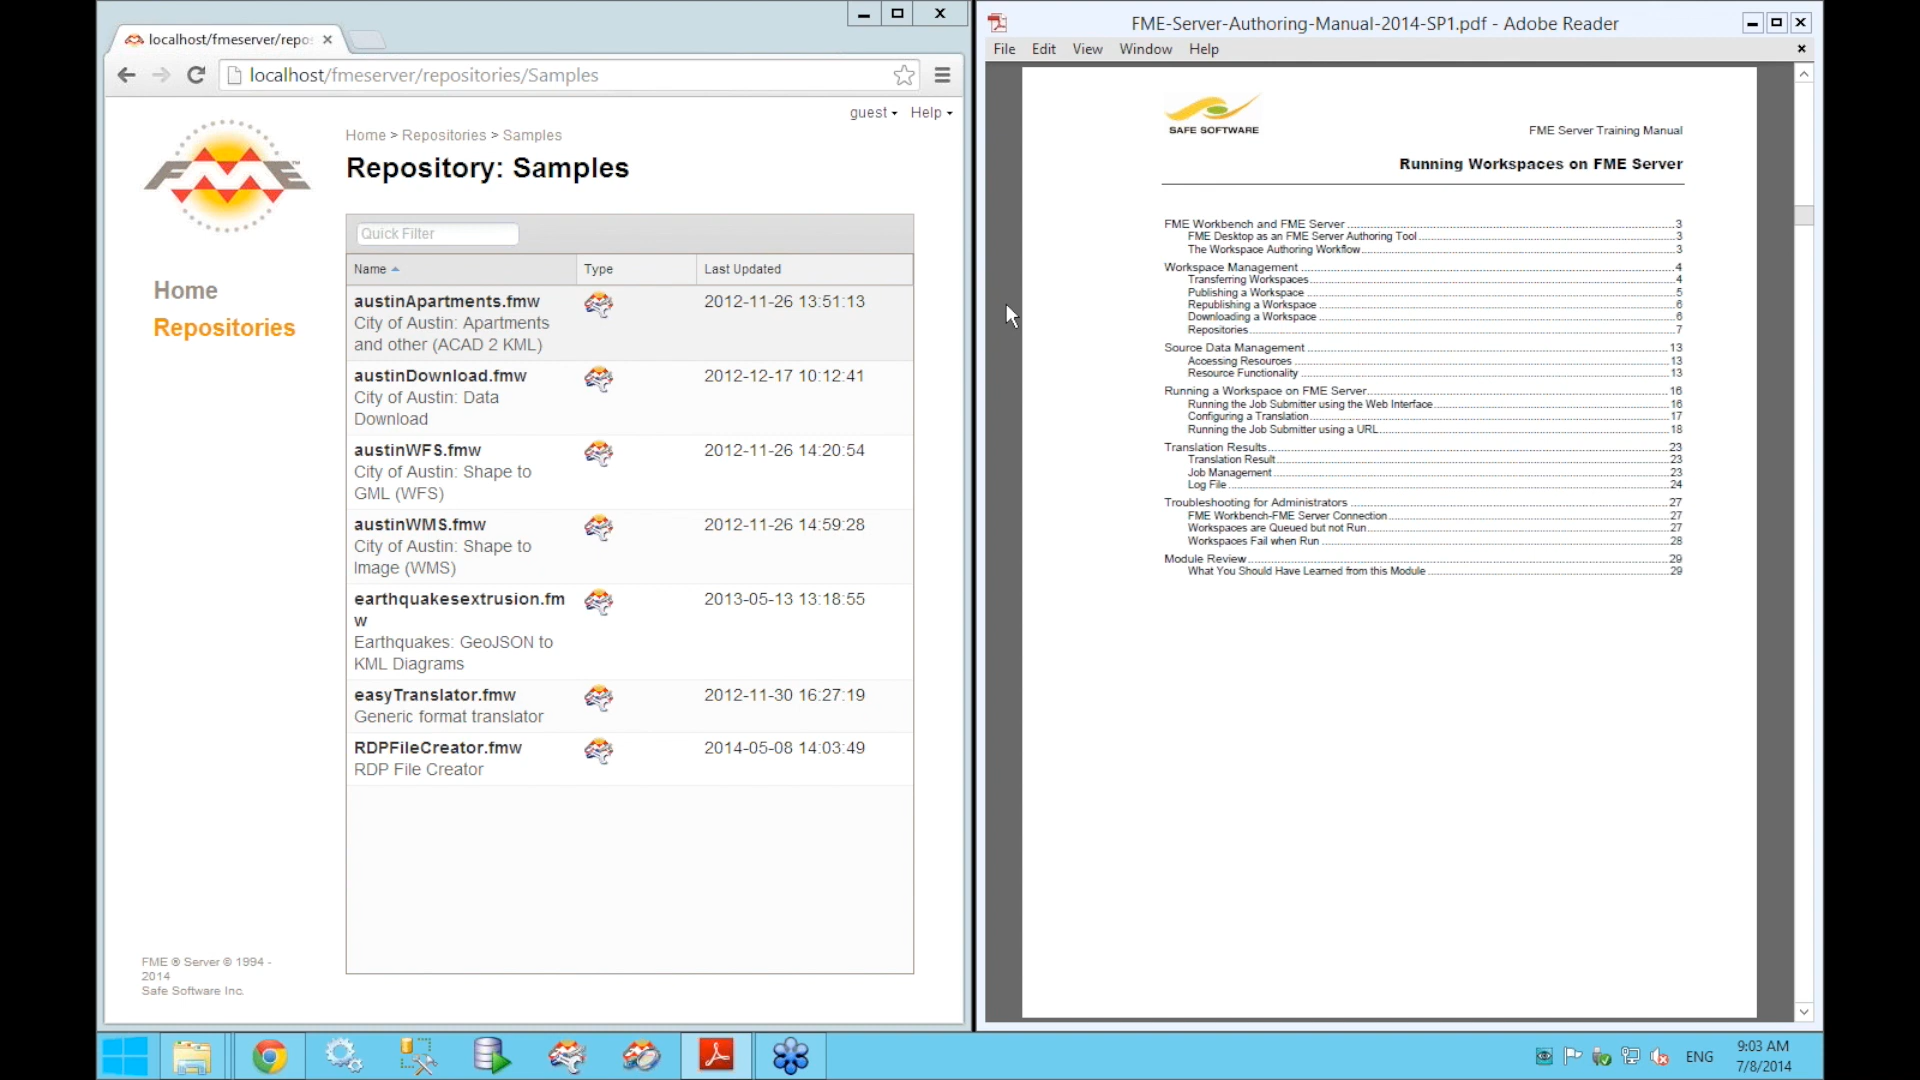 localhost/fmeserver/repo
localhost/fmeserver/repositories/Samples
guest Help
FME
Home > Repositories > Samples
Repository: Samples
Home
Repositories
Quick Filter
Name Type Last Updated
austinApartments.fmw 2012-11-26 13:51:13
City of Austin: Apartments
and other (ACAD 2 KML)
austinDownload.fmw 2012-12-17 10:12:41
City of Austin: Data
Download
austinWFS.fmw 2012-11-26 14:20:54
City of Austin: Shape to
GML (WFS)
austinWMS.fmw 2012-11-26 14:59:28
City of Austin: Shape to
Image (WMS)
earthquakesextrusion.fm 2013-05-13 13:18:55
w
Earthquakes: GeoJSON to
KML Diagrams
easyTranslator.fmw 2012-11-30 16:27:19
Generic format translator
RDPFileCreator.fmw 2014-05-08 14:03:49
RDP File Creator
FME ® Server © 1994 -
2014
Safe Software Inc.
FME-Server-Authoring-Manual-2014-SP1.pdf - Adobe Reader
File Edit View Window Help
SAFE SOFTWARE
FME Server Training Manual
Running Workspaces on FME Server
FME Workbench and FME Server 3
FME Desktop as an FME Server Authoring Tool 3
The Workspace Authoring Workflow 3
Workspace Management 4
Transferring Workspaces 4
Publishing a Workspace 5
Republishing a Workspace 6
Downloading a Workspace 6
Repositories 7
Source Data Management 13
Accessing Resources 13
Resource Functionality 13
Running a Workspace on FME Server 16
Running the Job Submitter using the Web Interface 16
Configuring a Translation 17
Running the Job Submitter using a URL 18
Translation Results 23
Translation Result 23
Job Management 23
Log File 24
Troubleshooting for Administrators 27
FME Workbench-FME Server Connection 27
Workspaces are Queued but not Run 27
Workspaces Fail when Run 28
Module Review 29
What You Should Have Learned from this Module 29
ENG
9:03 AM
7/8/2014